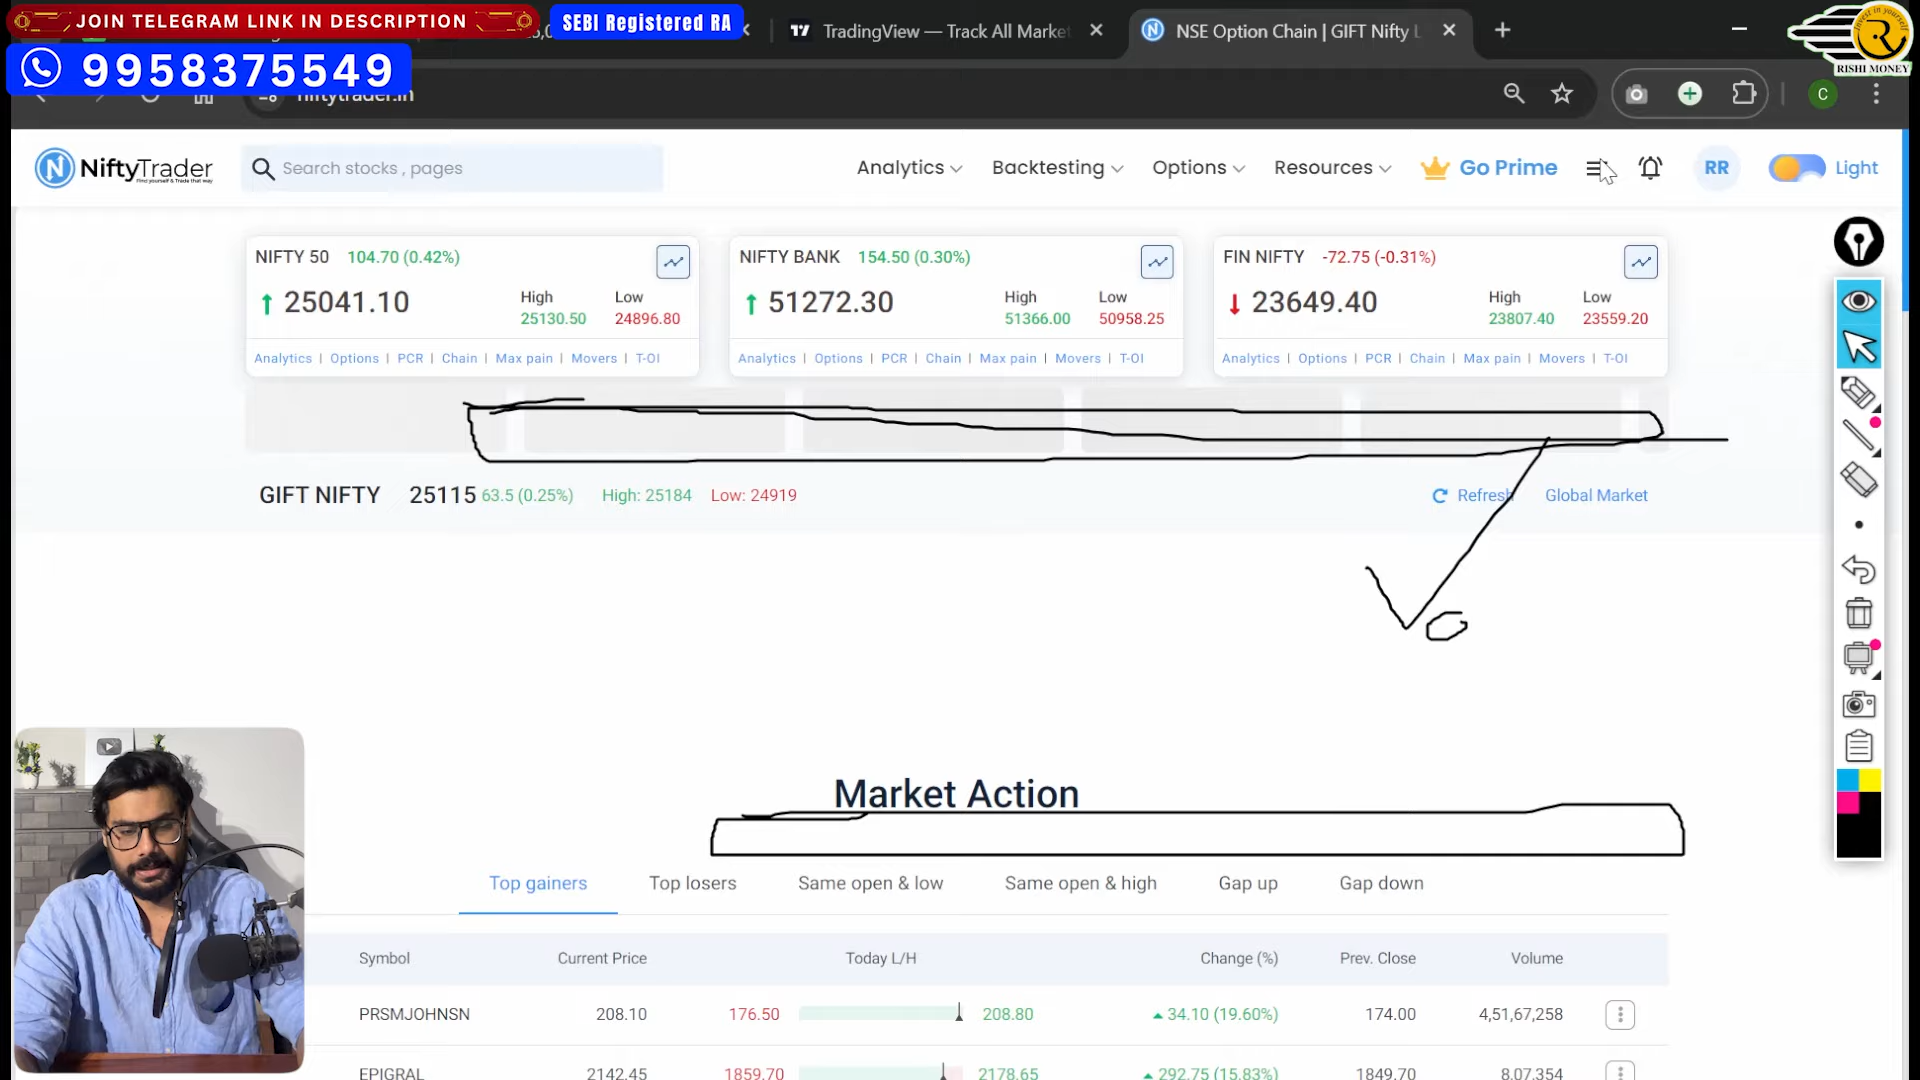 JOIN TELEGRAM LINK IN DESCRIPTION
SEBI Registered RA
TradingView — Track All Market
NSE Option Chain | GIFT Nifty L
9958375549
niftytrader.in
C
RISHI MONEY
NiftyTrader
Search stocks , pages
Analytics
Backtesting
Options
Resources
Go Prime
RR
Light
NIFTY 50 104.70 (0.42%)
25041.10
High
25130.50
Low
24896.80
Analytics | Options | PCR | Chain | Max pain | Movers | T-OI
NIFTY BANK 154.50 (0.30%)
51272.30
High
51366.00
Low
50958.25
Analytics | Options | PCR | Chain | Max pain | Movers | T-OI
FIN NIFTY -72.75 (-0.31%)
23649.40
High
23807.40
Low
23559.20
Analytics | Options | PCR | Chain | Max pain | Movers | T-OI
GIFT NIFTY 25115 63.5 (0.25%) High: 25184 Low: 24919
Refresh
Global Market
Market Action
Top gainers
Top losers
Same open & low
Same open & high
Gap up
Gap down
Symbol Current Price Today L/H Change (%) Prev. Close Volume
PRSMJOHNSN 208.10 176.50 208.80 34.10 (19.60%) 174.00 4,51,67,258
EPIGRAL 2142.45 1859.70 2178.65 292.75 (15.83%) 1849.70 8,07,354